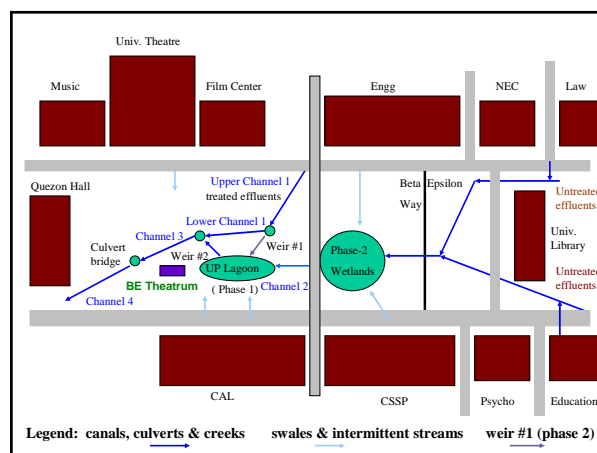 Univ. Theatre
Music
Film Center
Engg
NEC
Law
Quezon Hall
Upper Channel 1
treated effluents
Beta Epsilon
Way
Untreated
effluents
Lower Channel 1
Channel 3
Weir #1
Culvert
bridge
Weir #2
Phase-2
Wetlands
Univ.
Library
UP Lagoon
BE Theatrum
( Phase 1)
Channel 2
Untreated
effluents
Channel 4
CAL
CSSP
Psycho
Education
Legend: canals, culverts & creeks swales & intermittent streams weir #1 (phase 2)